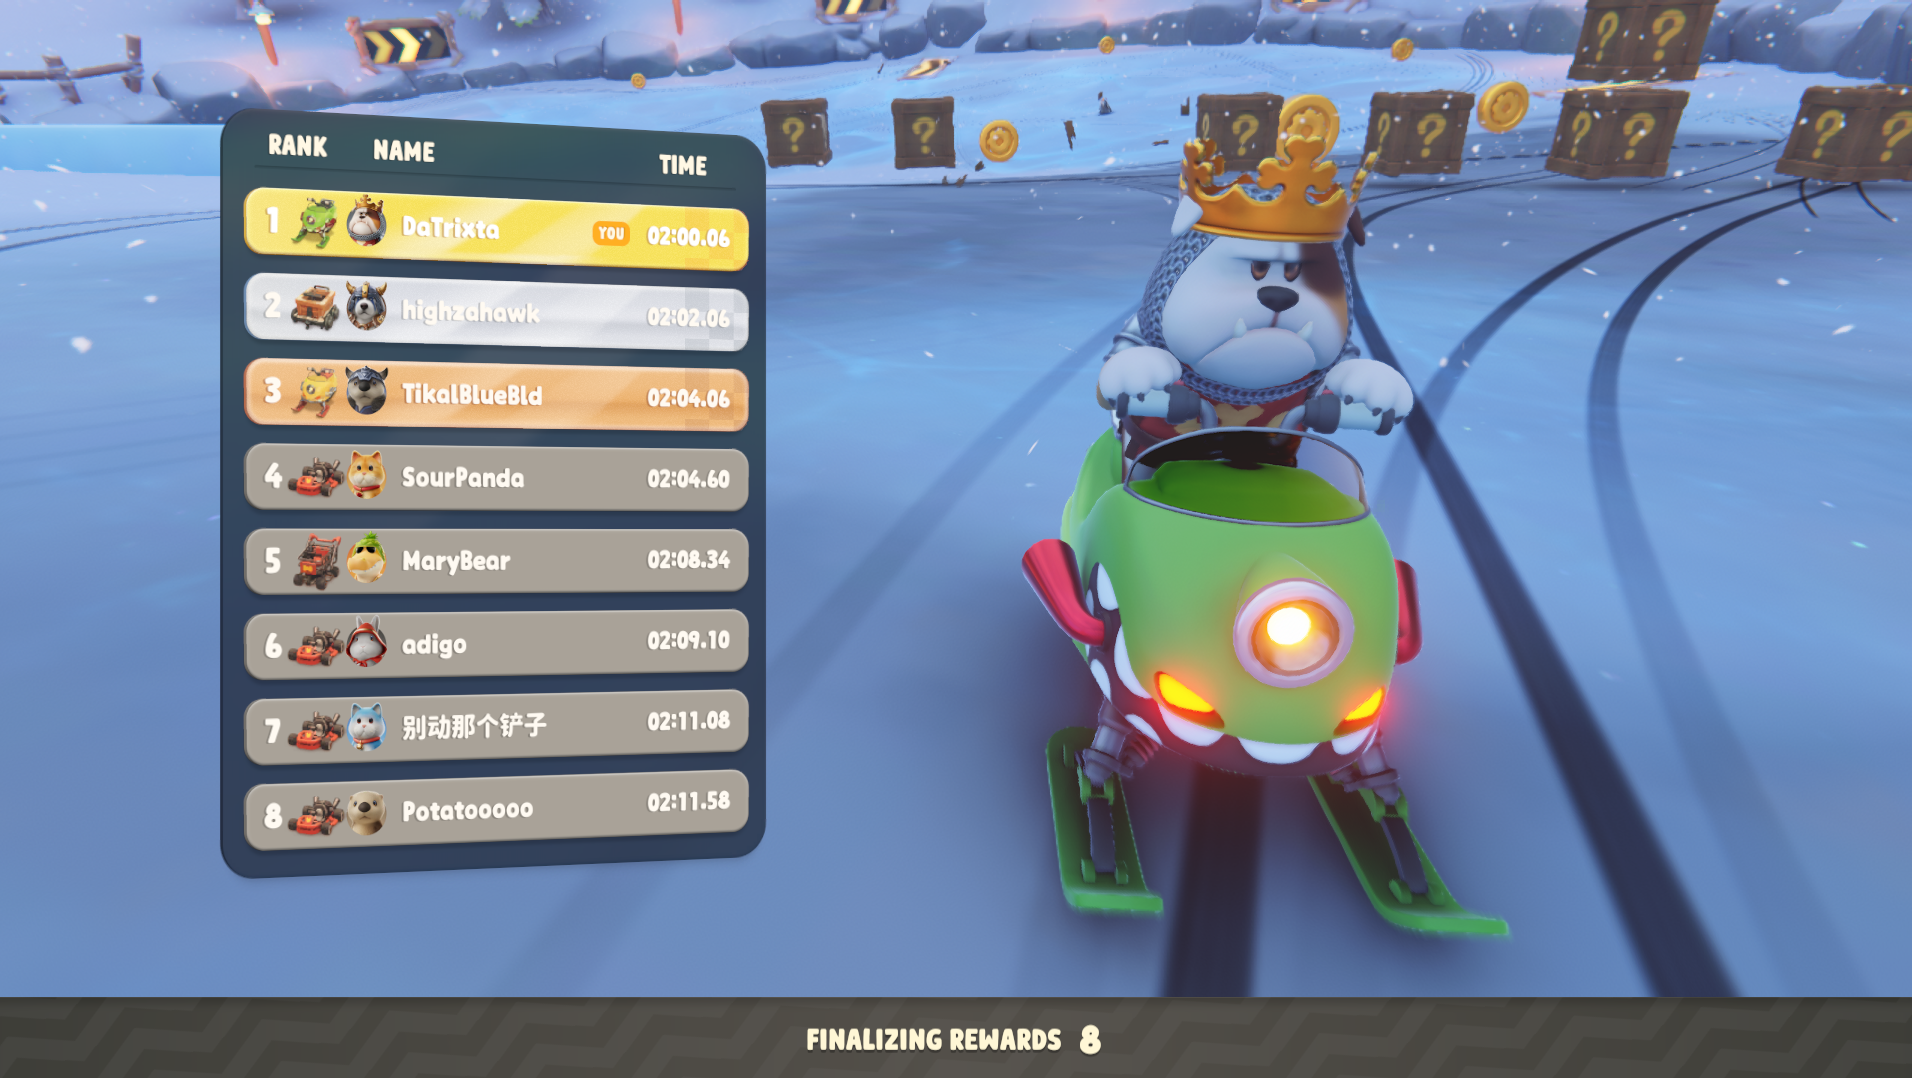 RANK NAME TIME
1 DaTrixta YOU 02:00.06
2 highzahawk 02:02.06
3 TikalBlueBld 02:04.06
4 SourPanda 02:04.60
5 MaryBear 02:08.34
6 adigo 02:09.10
7 别动那个铲子 02:11.08
8 Potatooooo 02:11.58
FINALIZING REWARDS 8